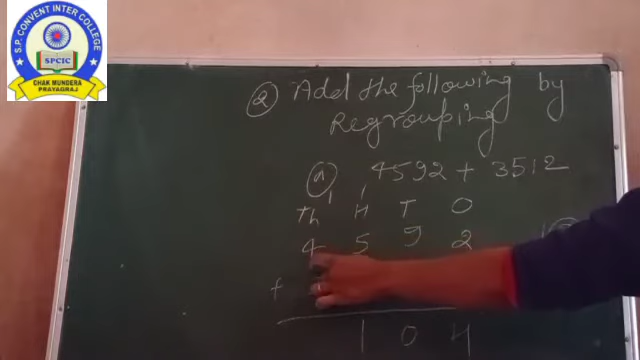 S.P. CONVENT INTER COLLEGE
SPCIC
CHAK MUNDERA
PRAYAGRAJ
Q Add the following by
Regrouping
(a) 4592 + 3512
1 1
Th H T O
4 5 9 2
+
1 0 4